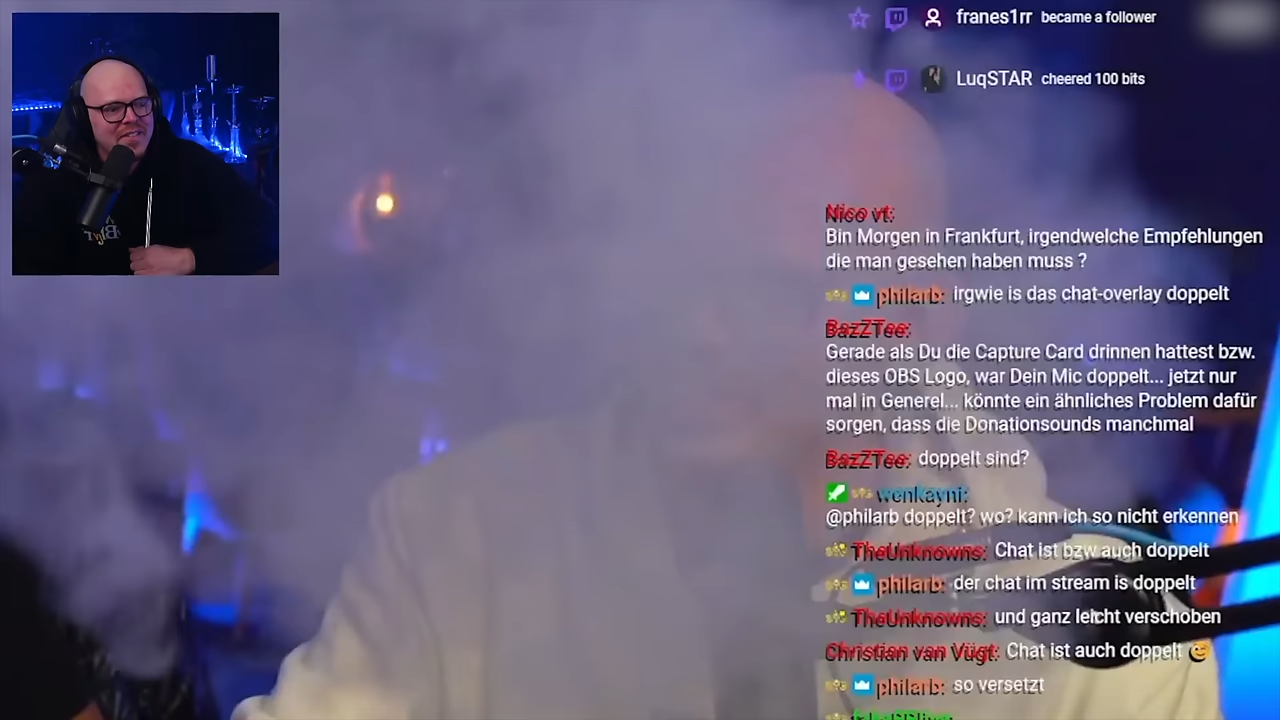 franes1rr became a follower
LuqSTAR cheered 100 bits
Nico vt:
Bin Morgen in Frankfurt, irgendwelche Empfehlungen
die man gesehen haben muss ?
philarb: irgwie is das chat-overlay doppelt
BazZTee:
Gerade als Du die Capture Card drinnen hattest bzw.
dieses OBS Logo, war Dein Mic doppelt... jetzt nur
mal in Generel... könnte ein ähnliches Problem dafür
sorgen, dass die Donationsounds manchmal
BazZTee: doppelt sind?
wenkayni:
@philarb doppelt? wo? kann ich so nicht erkennen
TheUnknowns: Chat ist bzw auch doppelt
philarb: der chat im stream is doppelt
TheUnknowns: und ganz leicht verschoben
Christian van Vügt: Chat ist auch doppelt
philarb: so versetzt